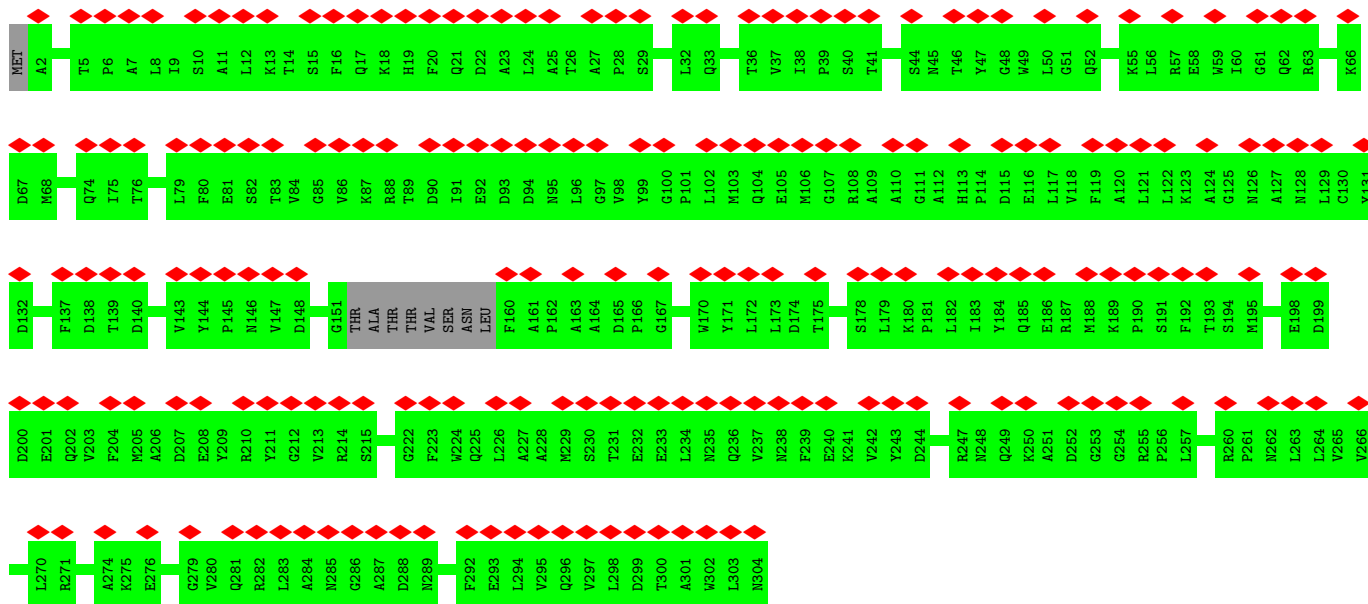 MET A2 T5 P6 A7 L8 I9 S10 A11 L12 K13 T14 S15 F16 Q17 K18 H19 F20 Q21 D22 A23 L24 A25 T26 A27 P28 S29 L32 Q33 T36 V37 I38 P39 S40 T41 S44 N45 T46 Y47 G48 W49 L50 G51 Q52 K55 L56 R57 E58 W59 I60 G61 Q62 R63 K66
D67 M68 Q74 I75 T76 L79 F80 E81 S82 T83 V84 G85 V86 K87 R88 T89 D90 I91 E92 D93 D94 N95 L96 G97 V98 Y99 G100 P101 L102 M103 Q104 E105 M106 G107 R108 A109 A110 G111 A112 H113 P114 D115 E116 L117 V118 F119 A120 L121 L122 K123 A124 G125 N126 A127 N128 L129 C130 Y131
D132 F137 D138 T139 D140 V143 Y144 P145 N146 V147 D148 G151 THR ALA THR THR VAL SER ASN LEU F160 A161 P162 A163 A164 D165 P166 G167 W170 Y171 L172 L173 D174 T175 S178 L179 K180 P181 L182 I183 Y184 Q185 E186 R187 M188 K189 P190 S191 F192 T193 S194 M195 E198 D199
D200 E201 Q202 V203 F204 M205 A206 D207 E208 Y209 R210 Y211 G212 V213 R214 S215 G222 F223 W224 Q225 L226 A227 A228 M229 S230 T231 E232 E233 L234 N235 Q236 V237 N238 F239 E240 K241 V242 Y243 D244 R247 N248 Q249 K250 A251 D252 G253 G254 R255 P256 L257 R260 P261 N262 L263 L264 V265 V266
L270 R271 A274 K275 E276 G279 V280 Q281 R282 L283 A284 N285 G286 A287 D288 N289 F292 E293 L294 V295 Q296 V297 L298 D299 T300 A301 W302 L303 N304